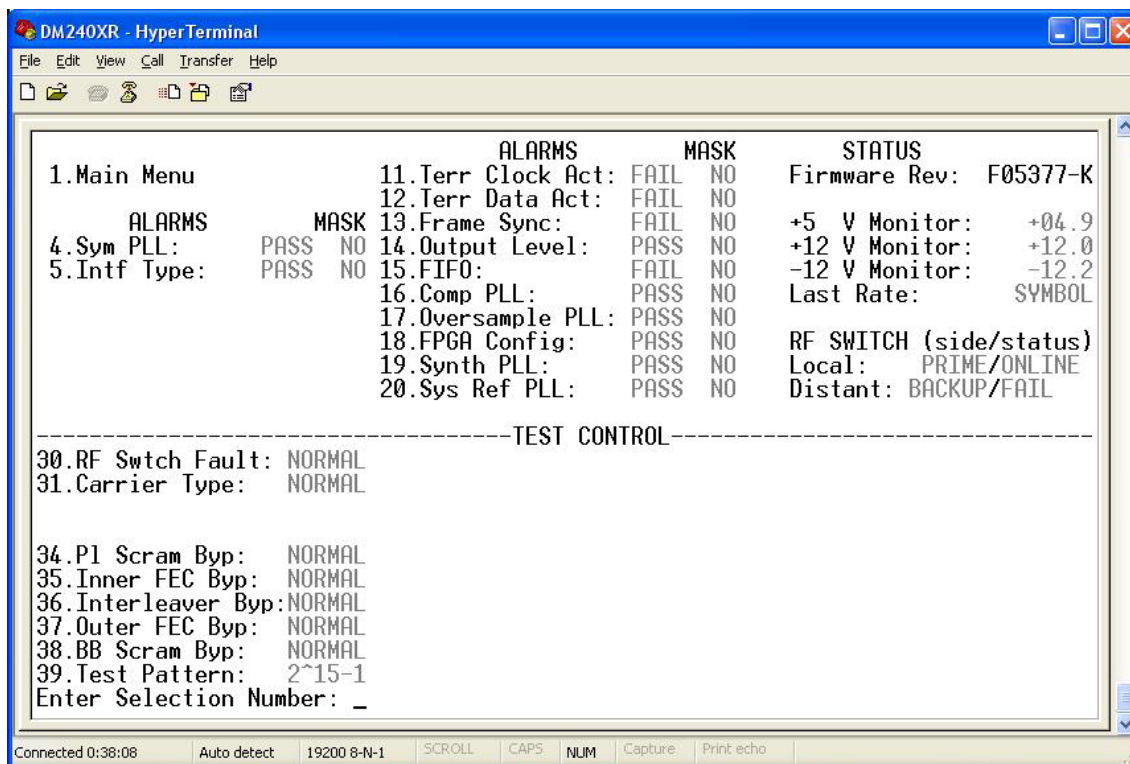 DM240XR - HyperTerminal
File Edit View Call Transfer Help
ALARMS MASK STATUS
1.Main Menu 11.Terr Clock Act: FAIL NO Firmware Rev: F05377-K
12.Terr Data Act: FAIL NO
ALARMS MASK 13.Frame Sync: FAIL NO +5 V Monitor: +04.9
4.Sym PLL: PASS NO 14.Output Level: PASS NO +12 V Monitor: +12.0
5.Intf Type: PASS NO 15.FIFO: FAIL NO -12 V Monitor: -12.2
16.Comp PLL: PASS NO Last Rate: SYMBOL
17.Oversample PLL: PASS NO
18.FPGA Config: PASS NO RF SWITCH (side/status)
19.Synth PLL: PASS NO Local: PRIME/ONLINE
20.Sys Ref PLL: PASS NO Distant: BACKUP/FAIL
------------------------------------TEST CONTROL--------------------------------
30.RF Swtch Fault: NORMAL
31.Carrier Type: NORMAL
34.Pl Scram Byp: NORMAL
35.Inner FEC Byp: NORMAL
36.Interleaver Byp:NORMAL
37.Outer FEC Byp: NORMAL
38.BB Scram Byp: NORMAL
39.Test Pattern: 2^15-1
Enter Selection Number: _
Connected 0:38:08 Auto detect 19200 8-N-1 SCROLL CAPS NUM Capture Print echo